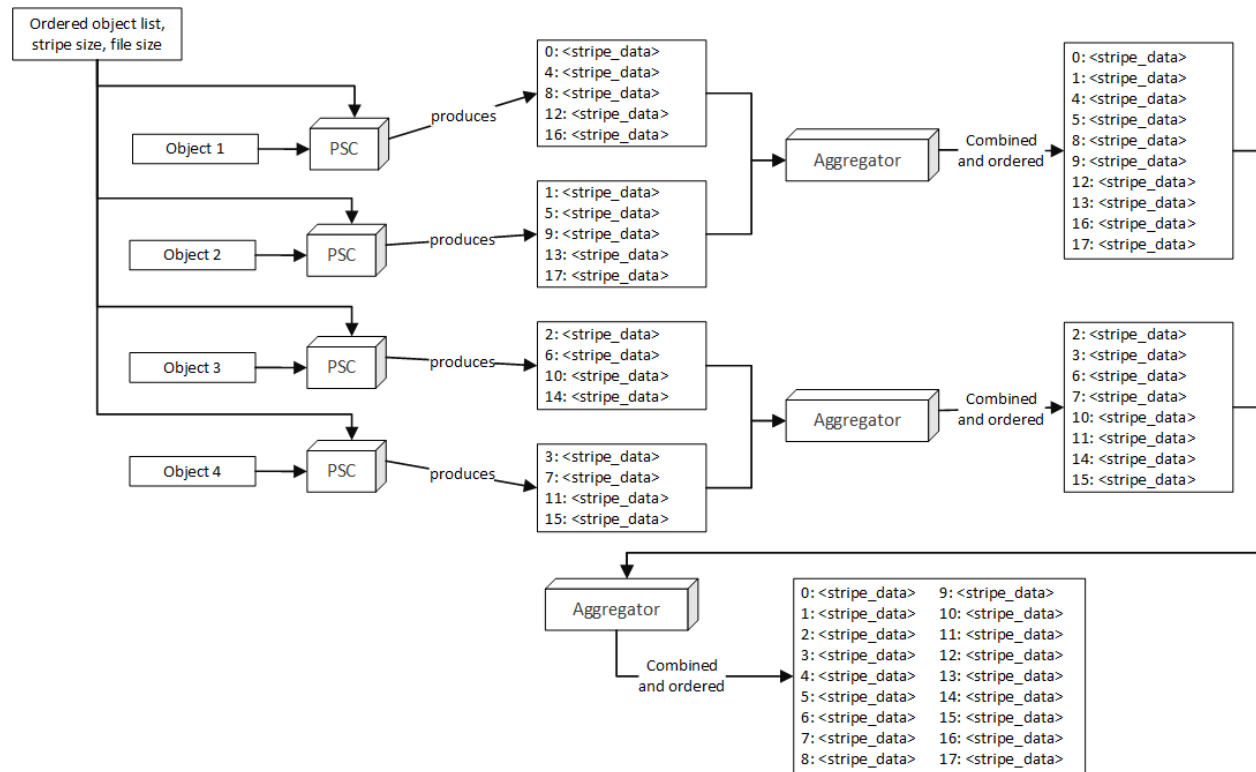 Ordered object list,
stripe size, file size
Object 1
PSC
produces
0: <stripe_data>
4: <stripe_data>
8: <stripe_data>
12: <stripe_data>
16: <stripe_data>
Object 2
PSC
produces
1: <stripe_data>
5: <stripe_data>
9: <stripe_data>
13: <stripe_data>
17: <stripe_data>
Aggregator
Combined
and ordered
0: <stripe_data>
1: <stripe_data>
4: <stripe_data>
5: <stripe_data>
8: <stripe_data>
9: <stripe_data>
12: <stripe_data>
13: <stripe_data>
16: <stripe_data>
17: <stripe_data>
Object 3
PSC
produces
2: <stripe_data>
6: <stripe_data>
10: <stripe_data>
14: <stripe_data>
Object 4
PSC
produces
3: <stripe_data>
7: <stripe_data>
11: <stripe_data>
15: <stripe_data>
Aggregator
Combined
and ordered
2: <stripe_data>
3: <stripe_data>
6: <stripe_data>
7: <stripe_data>
10: <stripe_data>
11: <stripe_data>
14: <stripe_data>
15: <stripe_data>
Aggregator
Combined
and ordered
0: <stripe_data>
1: <stripe_data>
2: <stripe_data>
3: <stripe_data>
4: <stripe_data>
5: <stripe_data>
6: <stripe_data>
7: <stripe_data>
8: <stripe_data>
9: <stripe_data>
10: <stripe_data>
11: <stripe_data>
12: <stripe_data>
13: <stripe_data>
14: <stripe_data>
15: <stripe_data>
16: <stripe_data>
17: <stripe_data>